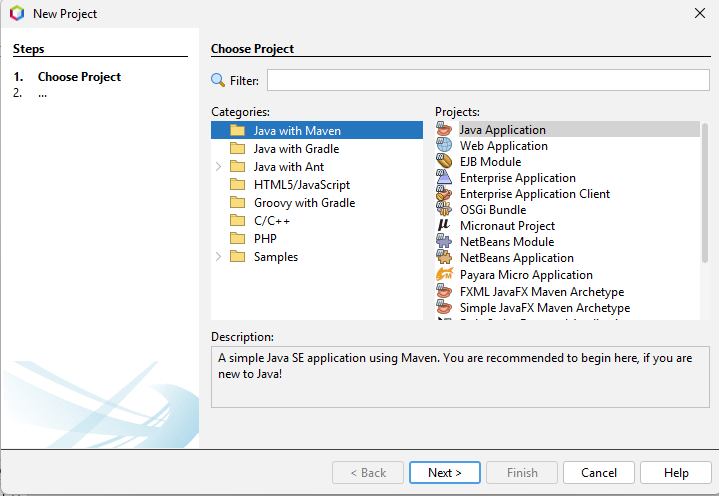 New Project
Steps
1. Choose Project
2. ...
Choose Project
Filter:
Categories:
Java with Maven
Java with Gradle
Java with Ant
HTML5/JavaScript
Groovy with Gradle
C/C++
PHP
Samples
Projects:
Java Application
Web Application
EJB Module
Enterprise Application
Enterprise Application Client
OSGi Bundle
Micronaut Project
NetBeans Module
NetBeans Application
Payara Micro Application
FXML JavaFX Maven Archetype
Simple JavaFX Maven Archetype
Description:
A simple Java SE application using Maven. You are recommended to begin here, if you are
new to Java!
< Back
Next >
Finish
Cancel
Help